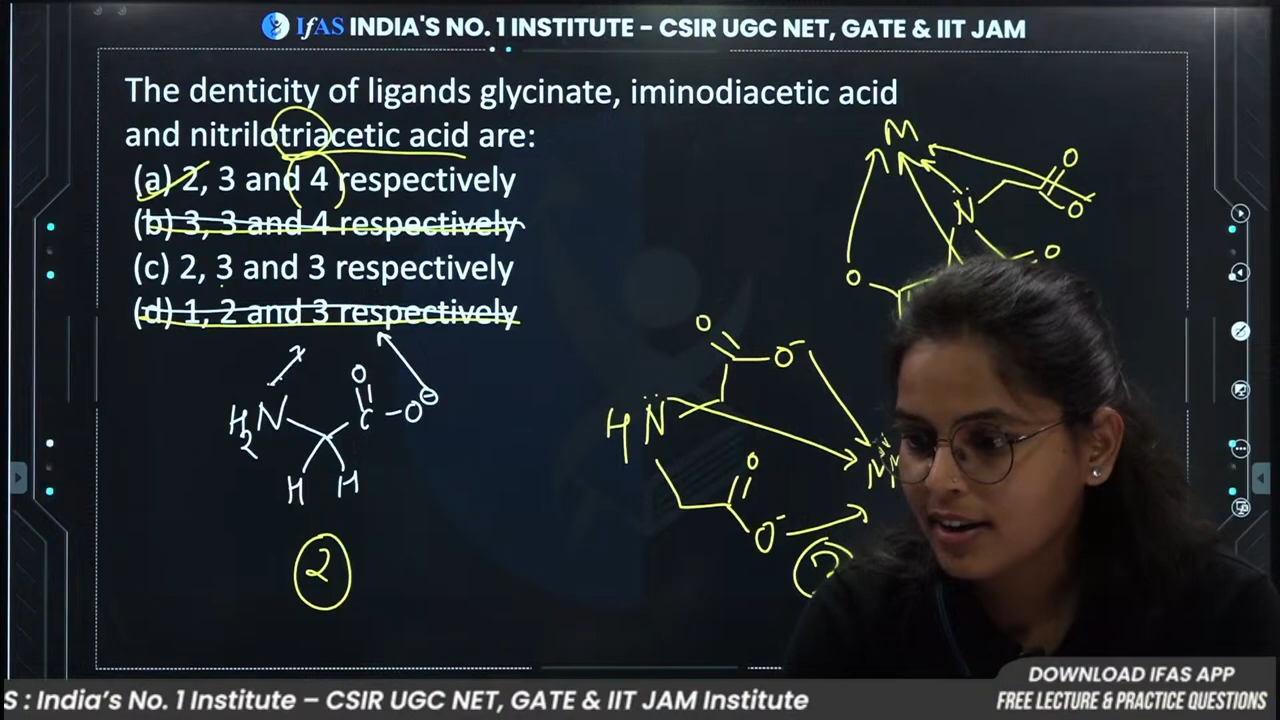 IfAS INDIA'S NO. 1 INSTITUTE – CSIR UGC NET, GATE & IIT JAM
The denticity of ligands glycinate, iminodiacetic acid
and nitrilotriacetic acid are:
(a) 2, 3 and 4 respectively
(b) 3, 3 and 4 respectively
(c) 2, 3 and 3 respectively
(d) 1, 2 and 3 respectively
M
O
N
O
O
O
O
O⁻
O
C
O⊖
H₂N
HN
M
O
H
H
O⁻
2
DOWNLOAD IFAS APP
S : India's No. 1 Institute – CSIR UGC NET, GATE & IIT JAM Institute
FREE LECTURE & PRACTICE QUESTIONS